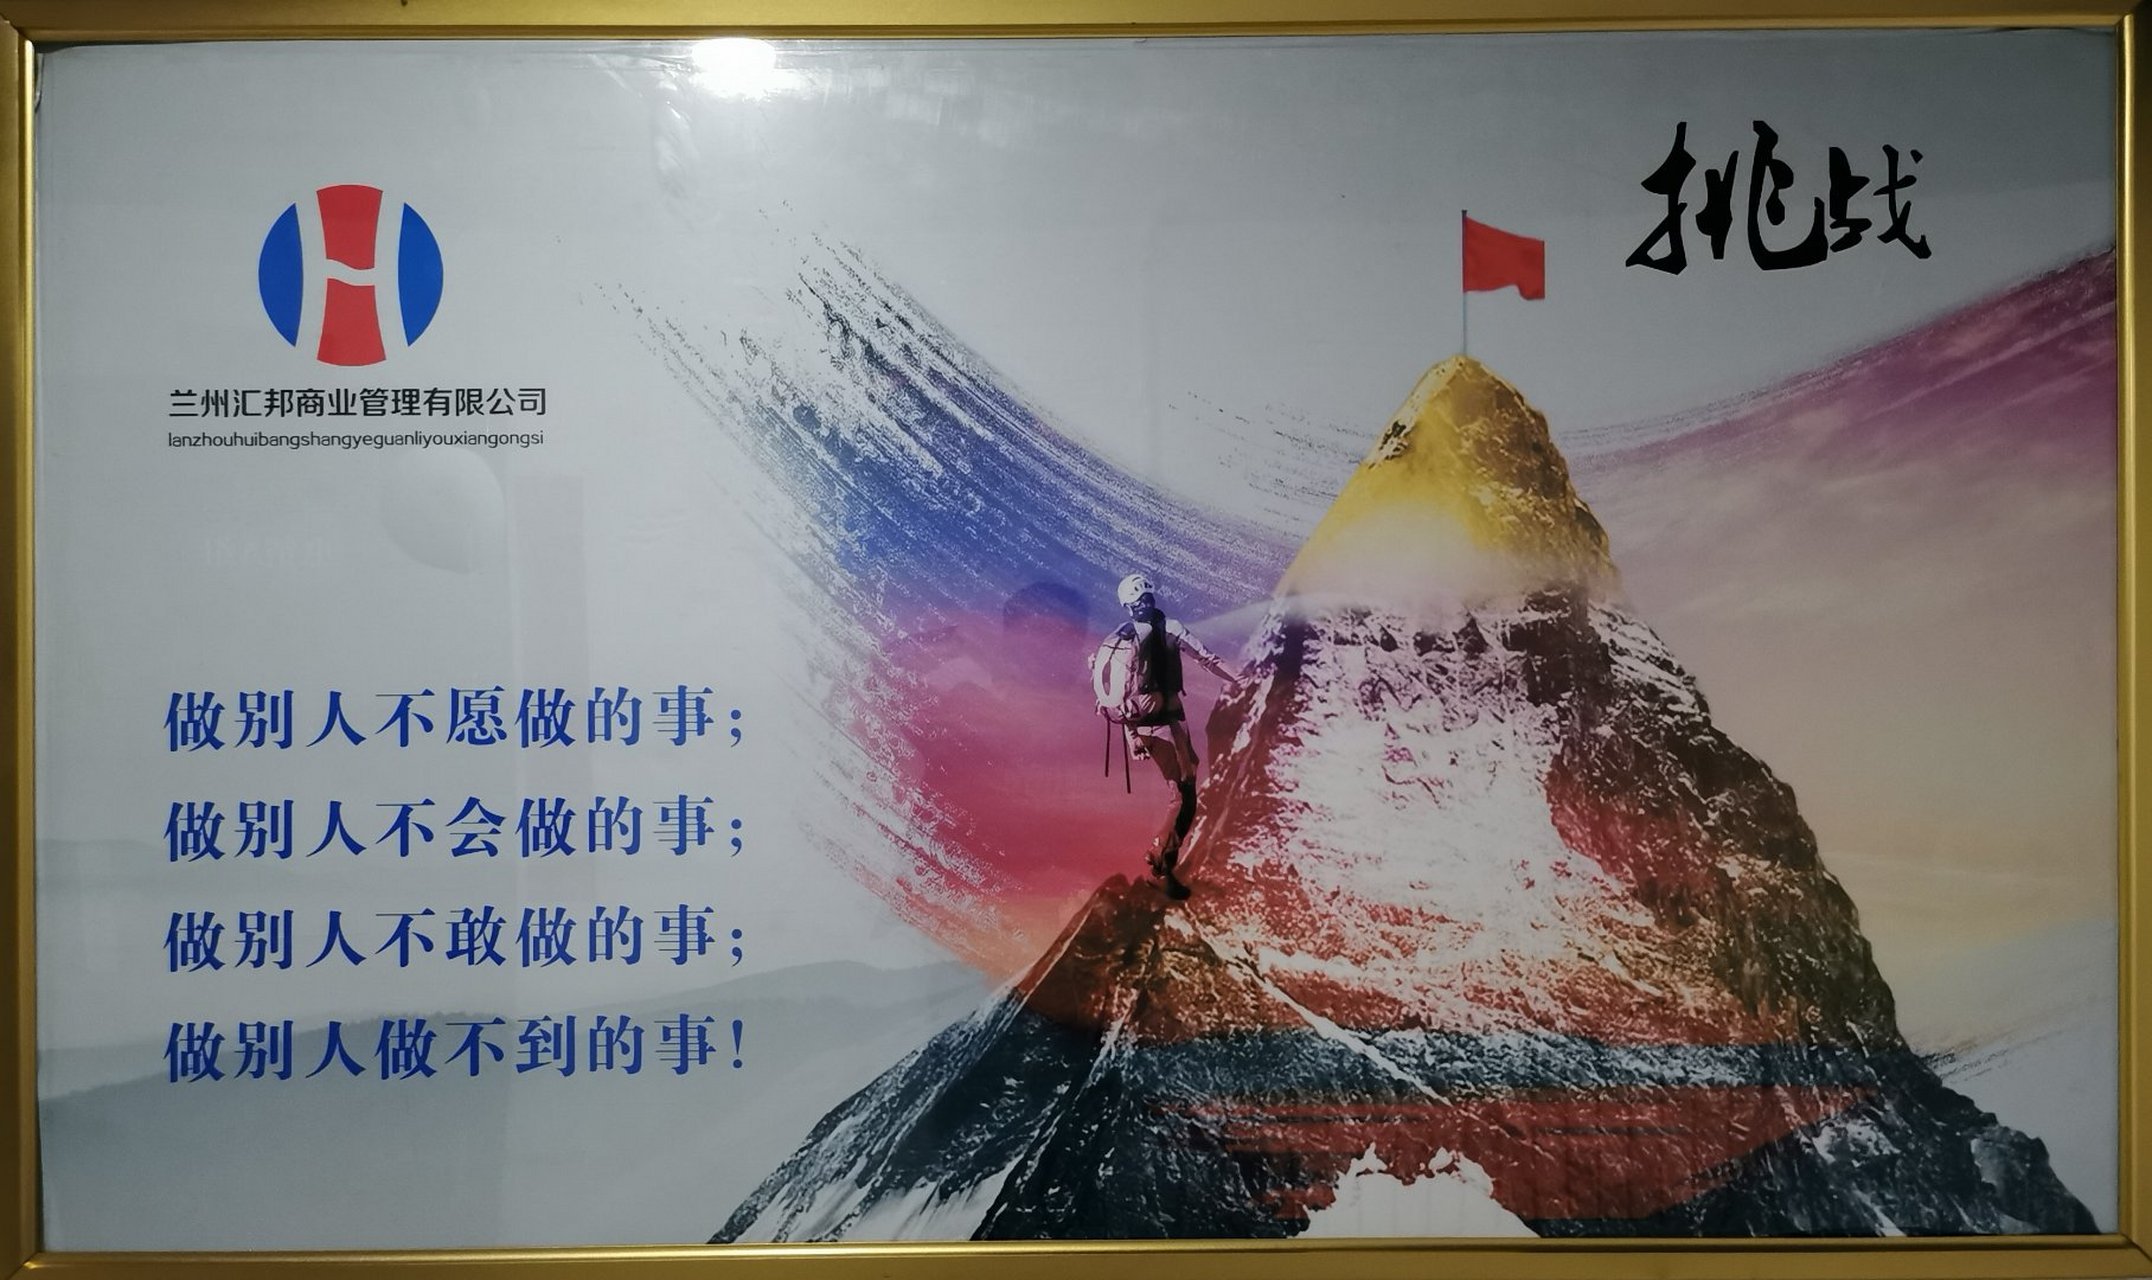 挑战
兰州汇邦商业管理有限公司
lanzhouhuibangshangyeguanliyouxiangongsi
做别人不愿做的事；
做别人不会做的事；
做别人不敢做的事；
做别人做不到的事！